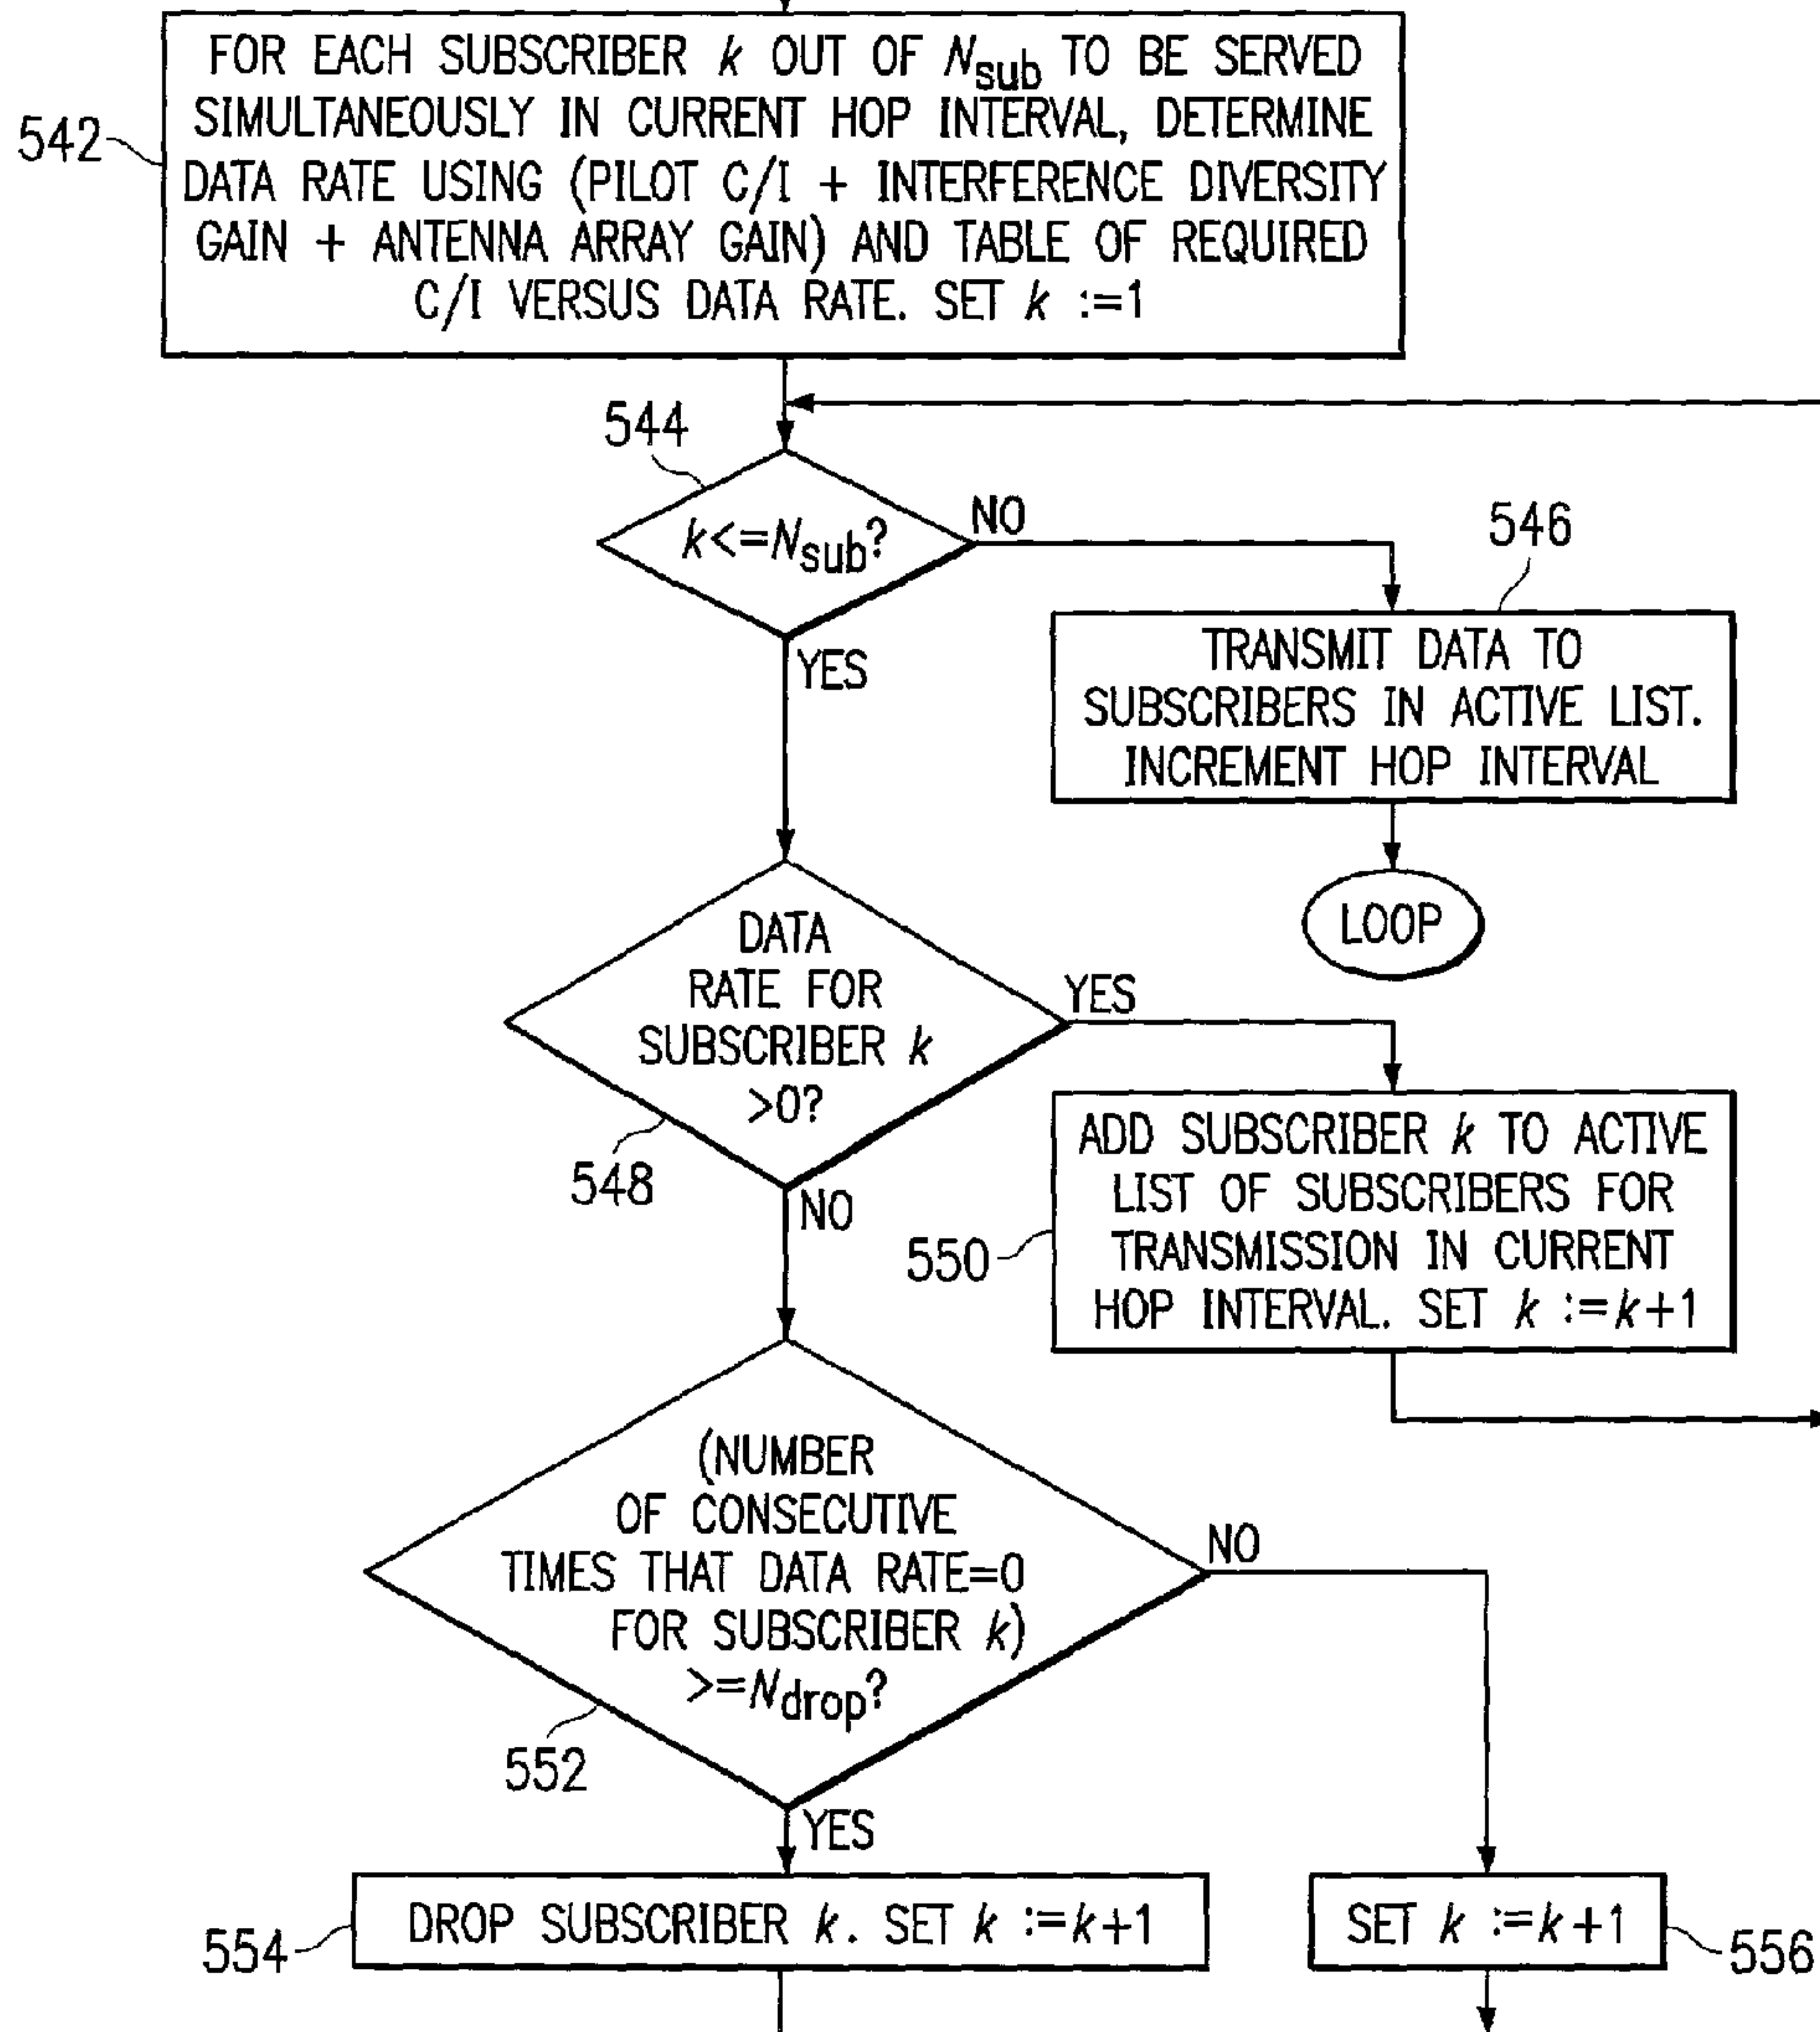 FOR EACH SUBSCRIBER k OUT OF Nsub TO BE SERVED
SIMULTANEOUSLY IN CURRENT HOP INTERVAL, DETERMINE
DATA RATE USING (PILOT C/I + INTERFERENCE DIVERSITY
GAIN + ANTENNA ARRAY GAIN) AND TABLE OF REQUIRED
C/I VERSUS DATA RATE. SET k :=1
542
544
k<=Nsub?
NO
YES
546
TRANSMIT DATA TO
SUBSCRIBERS IN ACTIVE LIST.
INCREMENT HOP INTERVAL
LOOP
DATA
RATE FOR
SUBSCRIBER k
>0?
YES
548
NO
550
ADD SUBSCRIBER k TO ACTIVE
LIST OF SUBSCRIBERS FOR
TRANSMISSION IN CURRENT
HOP INTERVAL. SET k :=k+1
(NUMBER
OF CONSECUTIVE
TIMES THAT DATA RATE=0
FOR SUBSCRIBER k)
>=Ndrop?
NO
552
YES
554
DROP SUBSCRIBER k. SET k :=k+1
SET k :=k+1
556